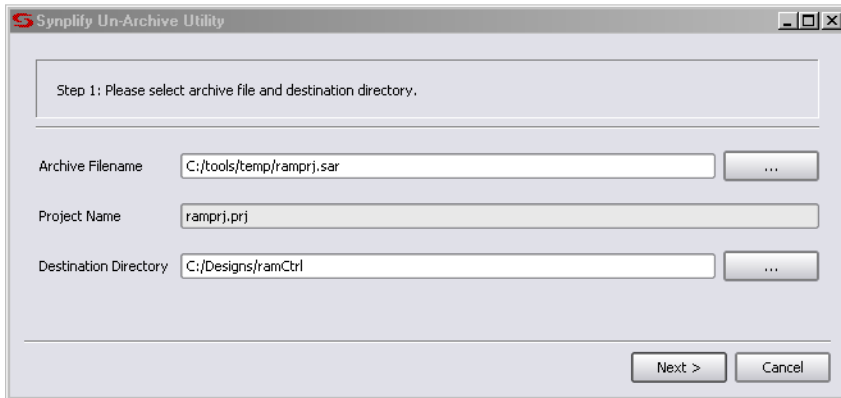 Synplify Un-Archive Utility
Step 1: Please select archive file and destination directory.
Archive Filename C:/tools/temp/ramprj.sar ...
Project Name ramprj.prj
Destination Directory C:/Designs/ramCtrl ...
Next > Cancel